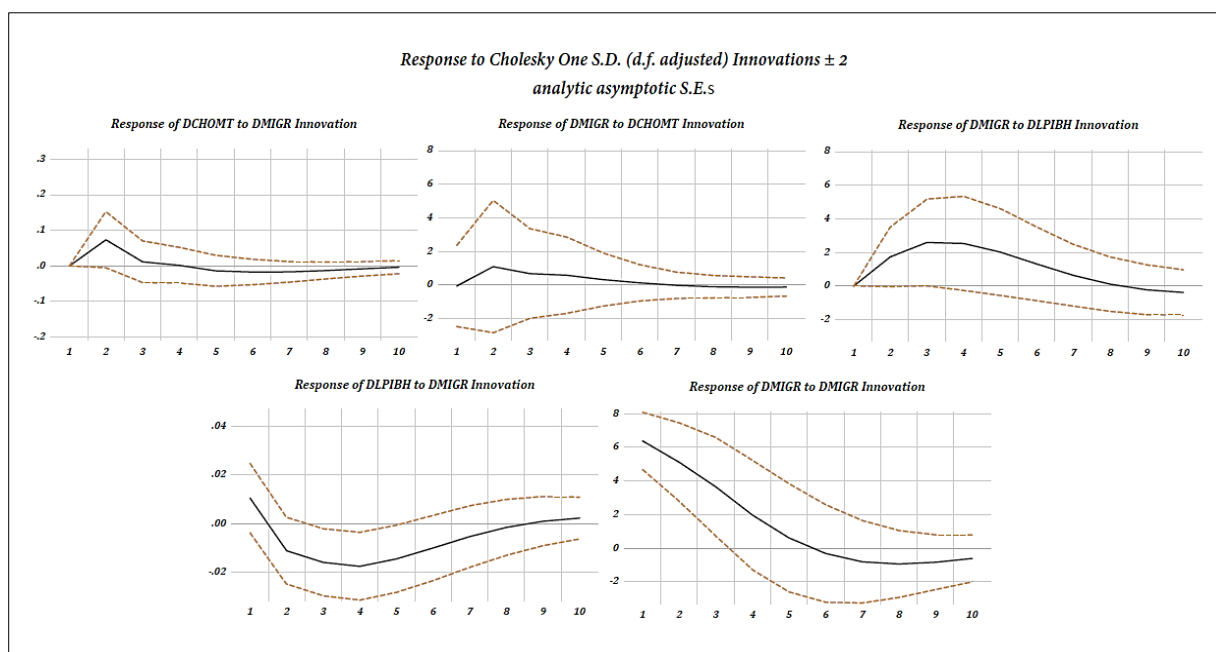 Response to Cholesky One S.D. (d.f. adjusted) Innovations ± 2
analytic asymptotic S.E.s
Response of DCHOMT to DMIGR Innovation
.3
.2
.1
.0
-.1
-.2
1 2 3 4 5 6 7 8 9 10
Response of DMIGR to DCHOMT Innovation
8
6
4
2
0
-2
1 2 3 4 5 6 7 8 9 10
Response of DMIGR to DLPIBH Innovation
8
6
4
2
0
-2
1 2 3 4 5 6 7 8 9 10
Response of DLPIBH to DMIGR Innovation
.04
.02
.00
-.02
1 2 3 4 5 6 7 8 9 10
Response of DMIGR to DMIGR Innovation
8
6
4
2
0
-2
1 2 3 4 5 6 7 8 9 10